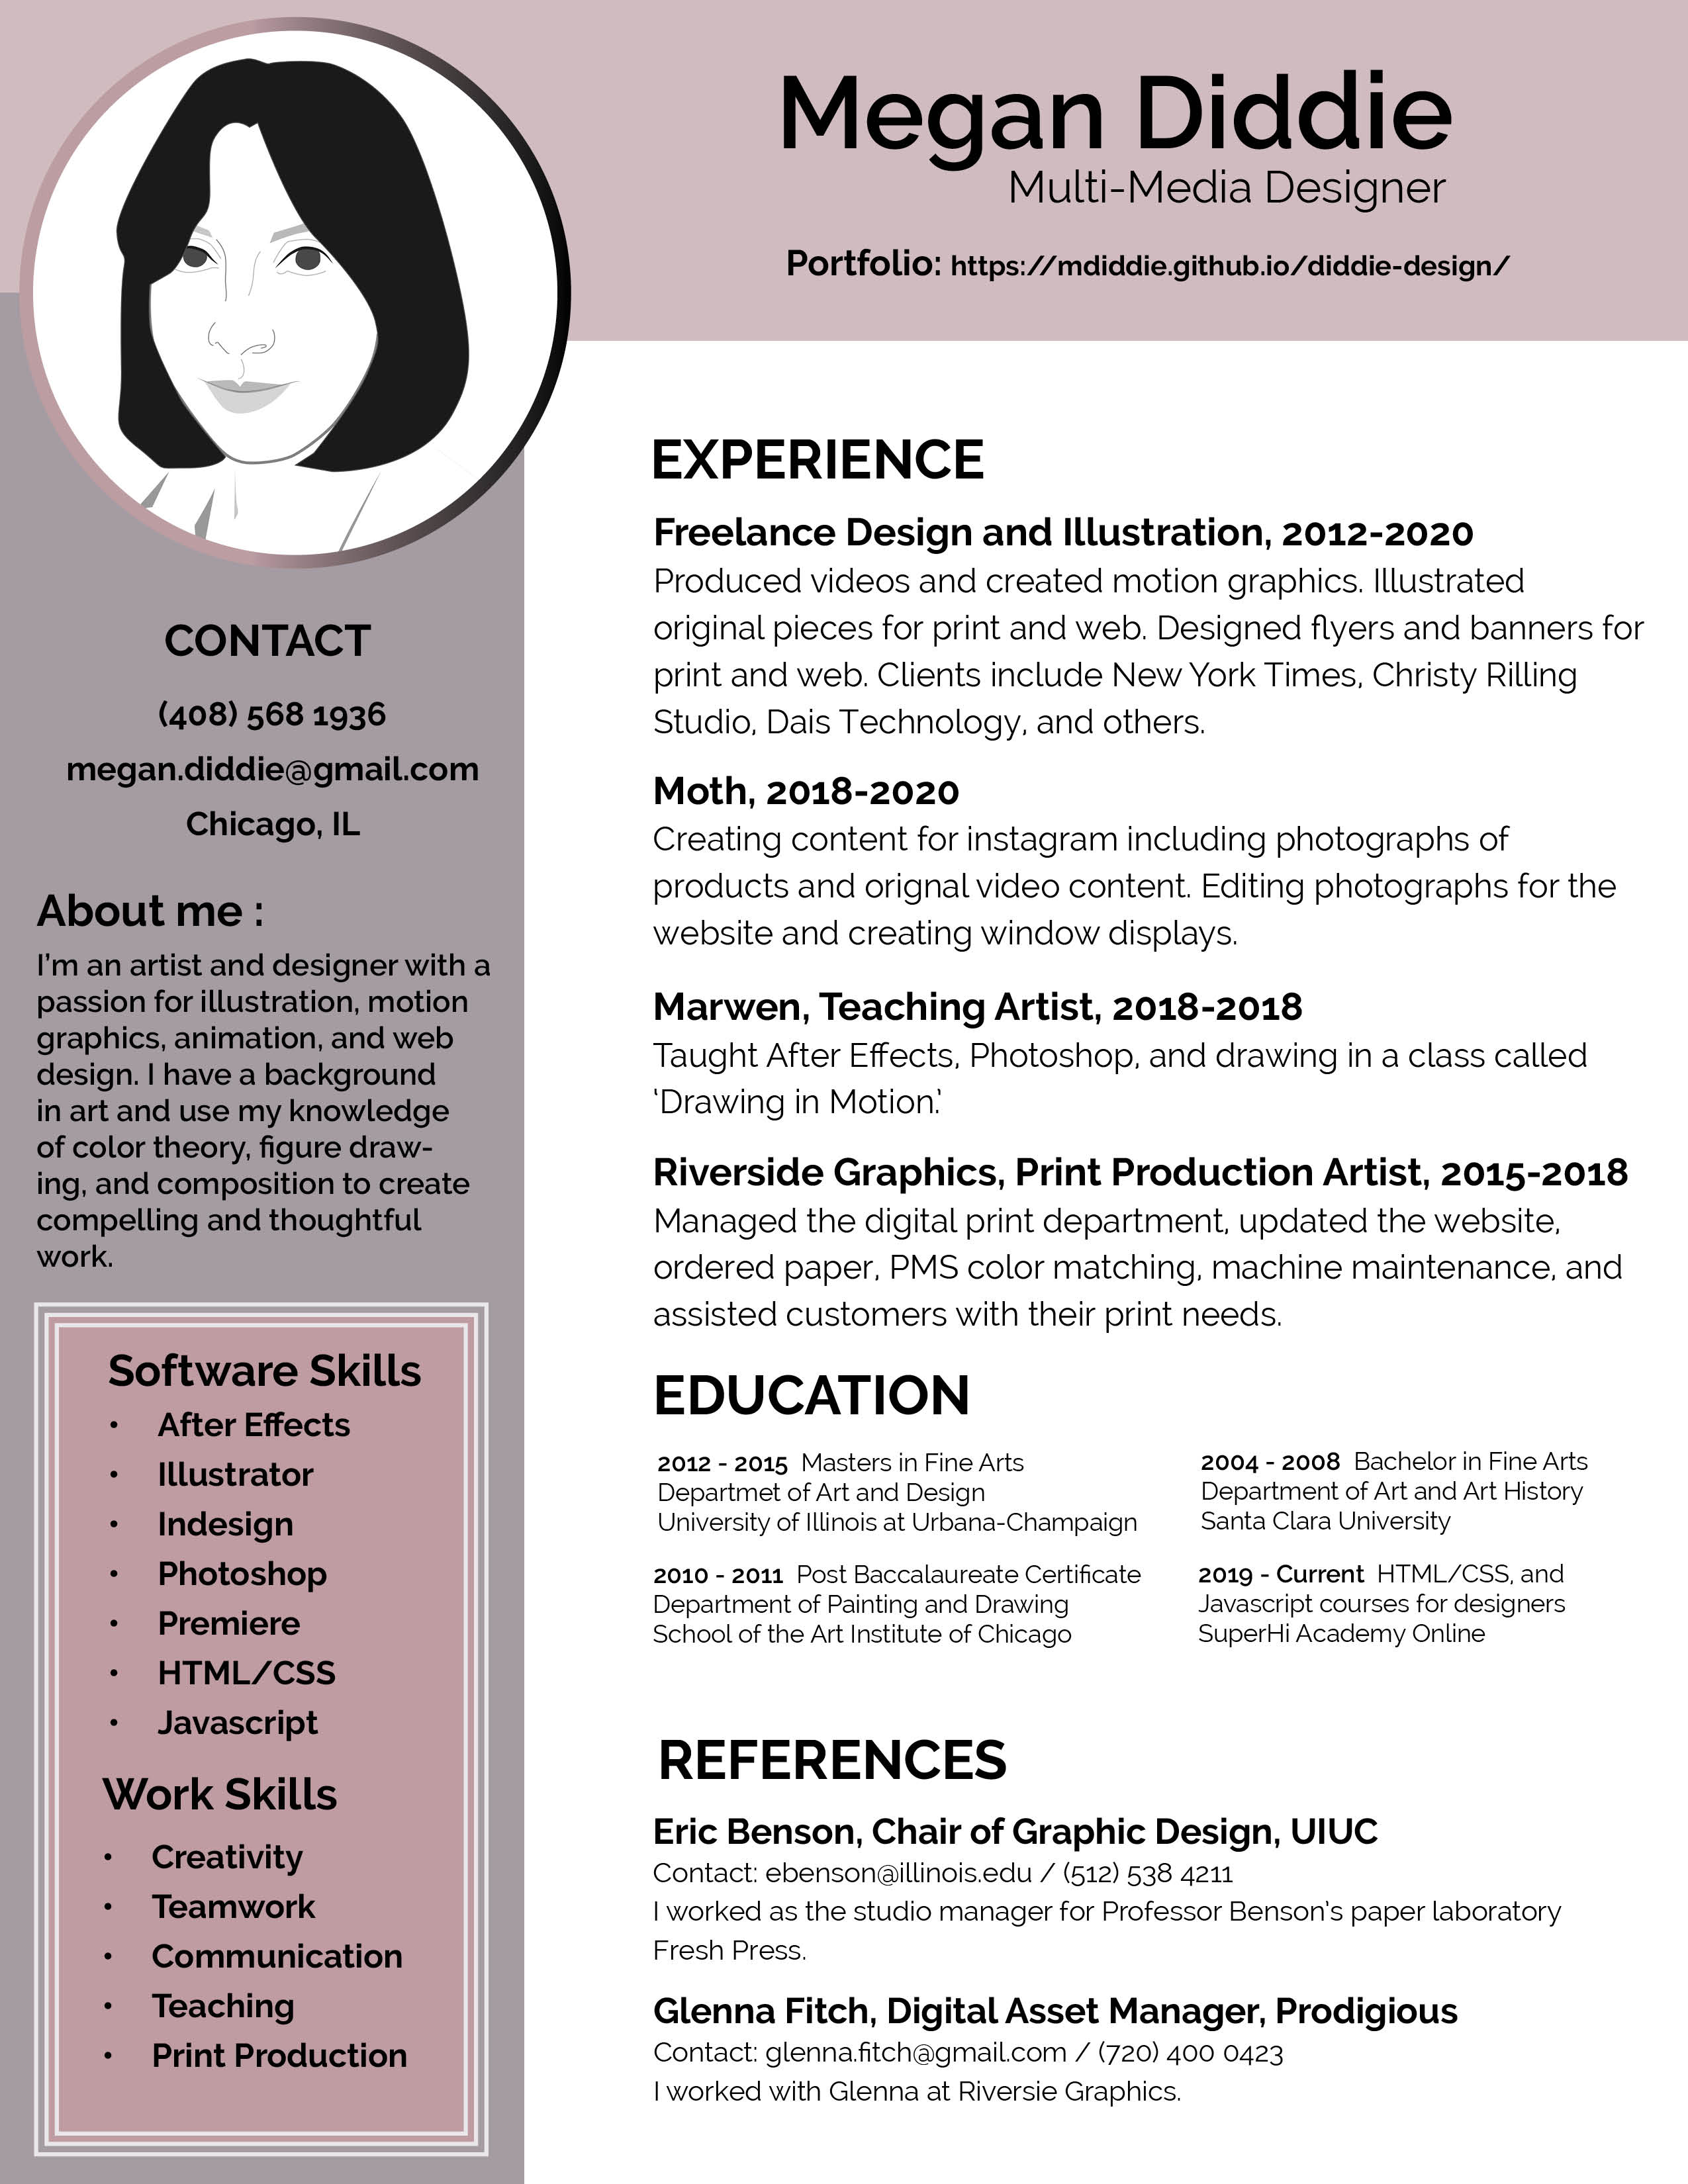 Megan Diddie
Multi-Media Designer
Portfolio: https://mdiddie.github.io/diddie-design/
CONTACT
(408) 568 1936
megan.diddie@gmail.com
Chicago, IL
About me :
I'm an artist and designer with a
passion for illustration, motion
graphics, animation, and web
design. I have a background
in art and use my knowledge
of color theory, figure draw-
ing, and composition to create
compelling and thoughtful
work.
Software Skills
• After Effects
• Illustrator
• Indesign
• Photoshop
• Premiere
• HTML/CSS
• Javascript
Work Skills
• Creativity
• Teamwork
• Communication
• Teaching
• Print Production
EXPERIENCE
Freelance Design and Illustration, 2012-2020
Produced videos and created motion graphics. Illustrated
original pieces for print and web. Designed flyers and banners for
print and web. Clients include New York Times, Christy Rilling
Studio, Dais Technology, and others.
Moth, 2018-2020
Creating content for instagram including photographs of
products and orignal video content. Editing photographs for the
website and creating window displays.
Marwen, Teaching Artist, 2018-2018
Taught After Effects, Photoshop, and drawing in a class called
‘Drawing in Motion.’
Riverside Graphics, Print Production Artist, 2015-2018
Managed the digital print department, updated the website,
ordered paper, PMS color matching, machine maintenance, and
assisted customers with their print needs.
EDUCATION
2012 - 2015 Masters in Fine Arts
Departmet of Art and Design
University of Illinois at Urbana-Champaign
2010 - 2011 Post Baccalaureate Certificate
Department of Painting and Drawing
School of the Art Institute of Chicago
2004 - 2008 Bachelor in Fine Arts
Department of Art and Art History
Santa Clara University
2019 - Current HTML/CSS, and
Javascript courses for designers
SuperHi Academy Online
REFERENCES
Eric Benson, Chair of Graphic Design, UIUC
Contact: ebenson@illinois.edu / (512) 538 4211
I worked as the studio manager for Professor Benson's paper laboratory
Fresh Press.
Glenna Fitch, Digital Asset Manager, Prodigious
Contact: glenna.fitch@gmail.com / (720) 400 0423
I worked with Glenna at Riversie Graphics.